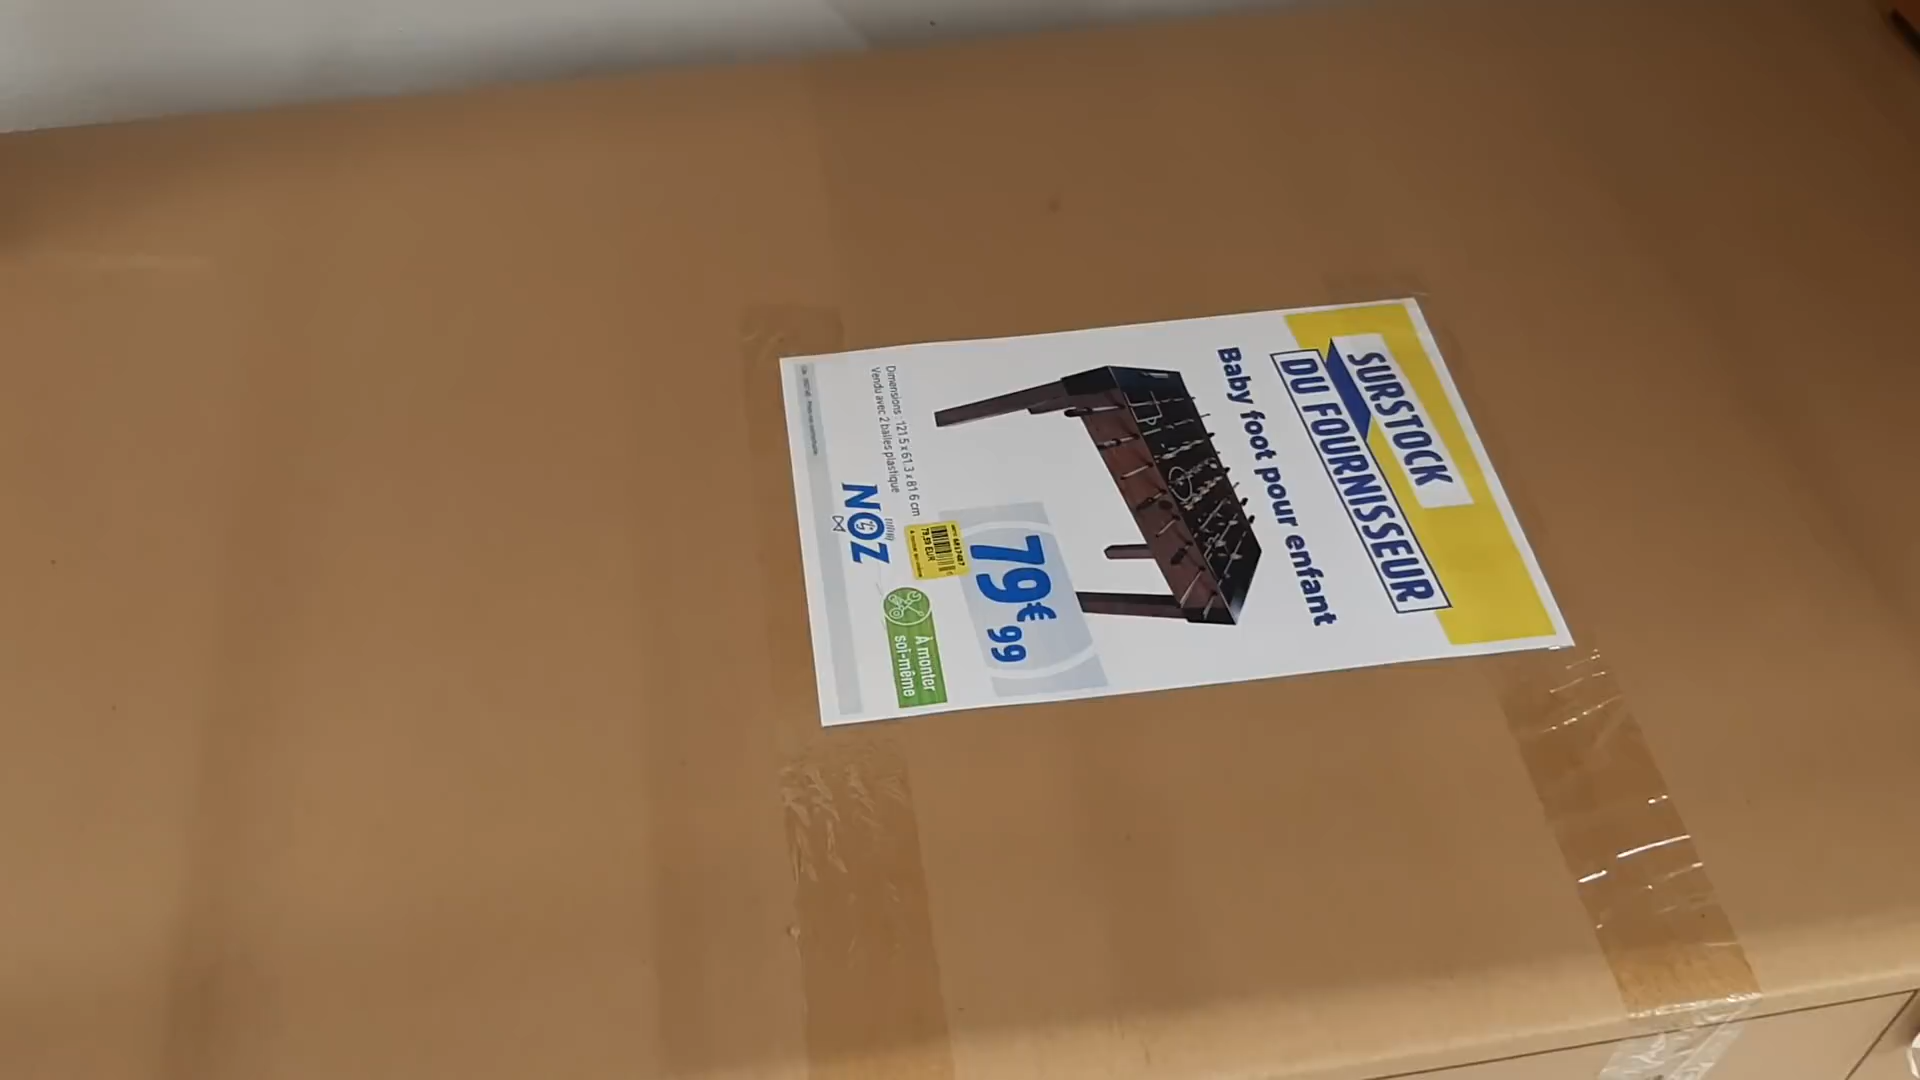 SURSTOCK
DU FOURNISSEUR
Baby foot pour enfant
79€99
Dimensions : 121.5 x 61.3 x 81.6 cm
Vendu avec 2 balles plastique
NOZ
À monter
soi-même